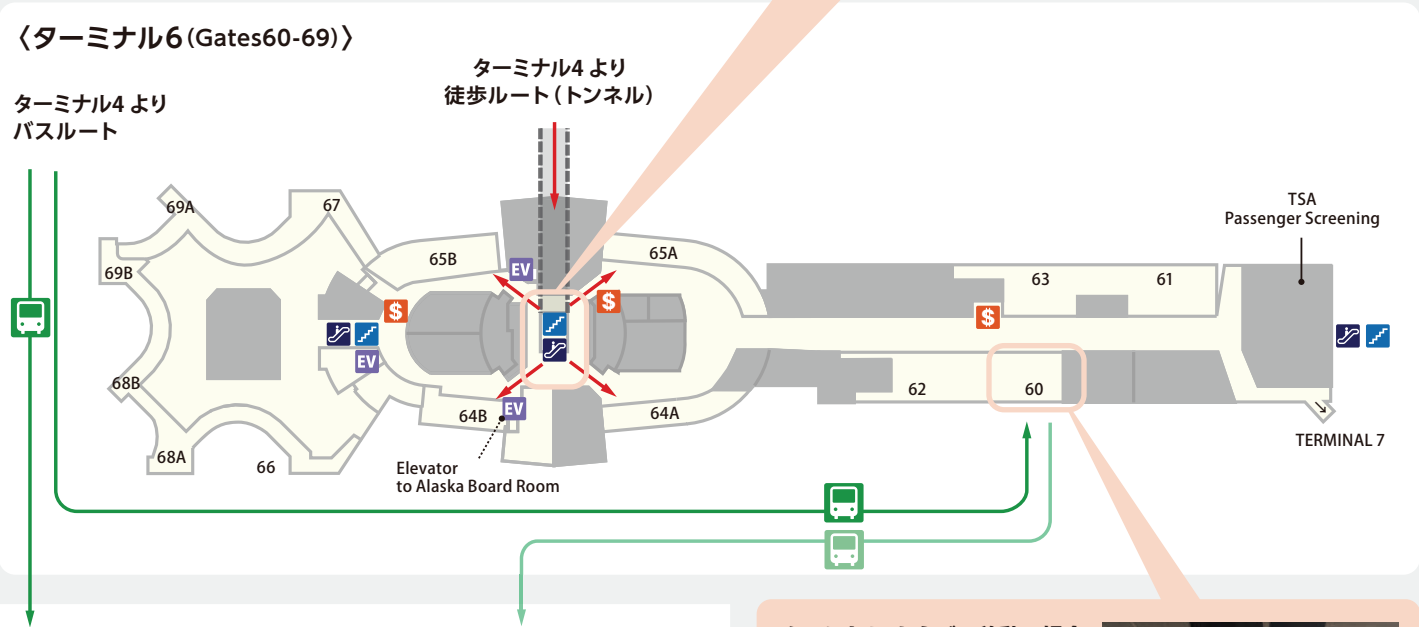 〈ターミナル6(Gates60-69)〉
ターミナル4 より
バスルート
ターミナル4 より
徒歩ルート(トンネル)
TSA
Passenger Screening
69A
67
65B
65A
69B
63
61
EV
$
$
$
EV
68B
62
60
EV
64B
64A
68A
66
TERMINAL 7
Elevator
to Alaska Board Room